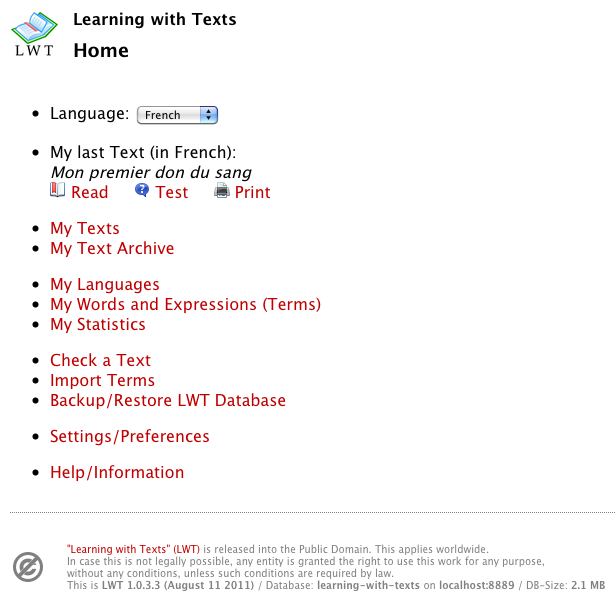 Learning with Texts
LWT
Home
Language: French
My last Text (in French):
Mon premier don du sang
Read Test Print
My Texts
My Text Archive
My Languages
My Words and Expressions (Terms)
My Statistics
Check a Text
Import Terms
Backup/Restore LWT Database
Settings/Preferences
Help/Information
"Learning with Texts" (LWT) is released into the Public Domain. This applies worldwide.
In case this is not legally possible, any entity is granted the right to use this work for any purpose,
without any conditions, unless such conditions are required by law.
This is LWT 1.0.3.3 (August 11 2011) / Database: learning-with-texts on localhost:8889 / DB-Size: 2.1 MB